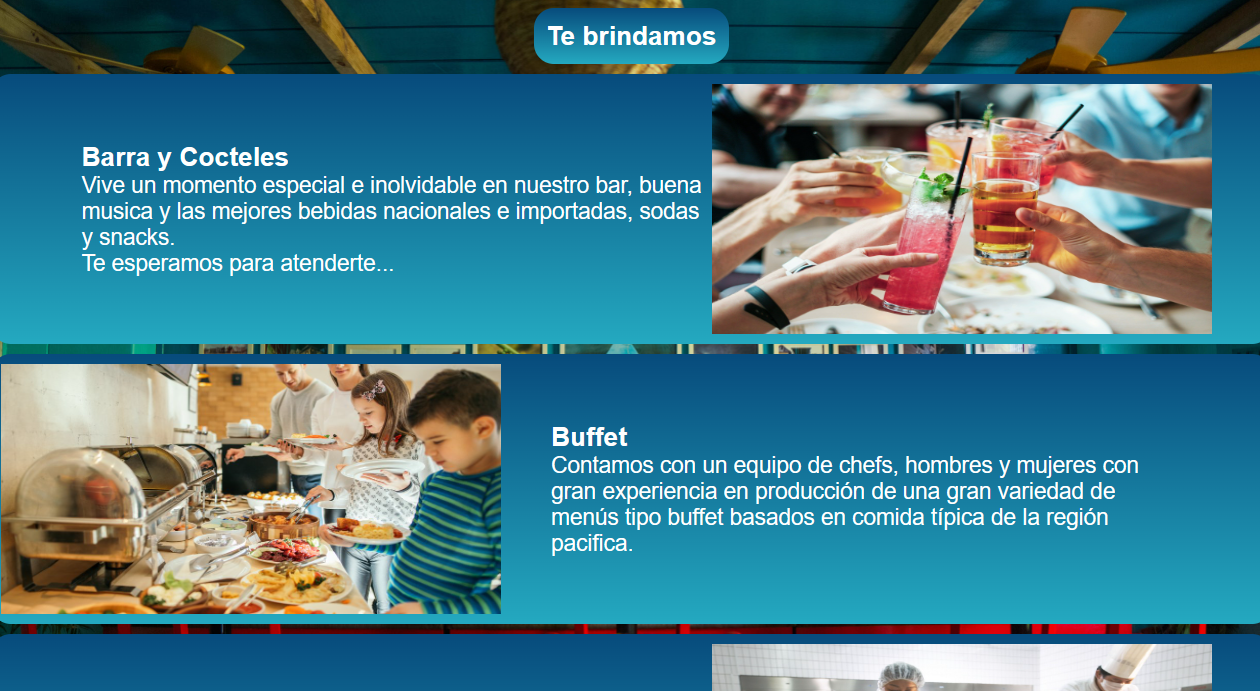 Te brindamos
Barra y Cocteles
Vive un momento especial e inolvidable en nuestro bar, buena
musica y las mejores bebidas nacionales e importadas, sodas
y snacks.
Te esperamos para atenderte...
Buffet
Contamos con un equipo de chefs, hombres y mujeres con
gran experiencia en producción de una gran variedad de
menús tipo buffet basados en comida típica de la región
pacifica.